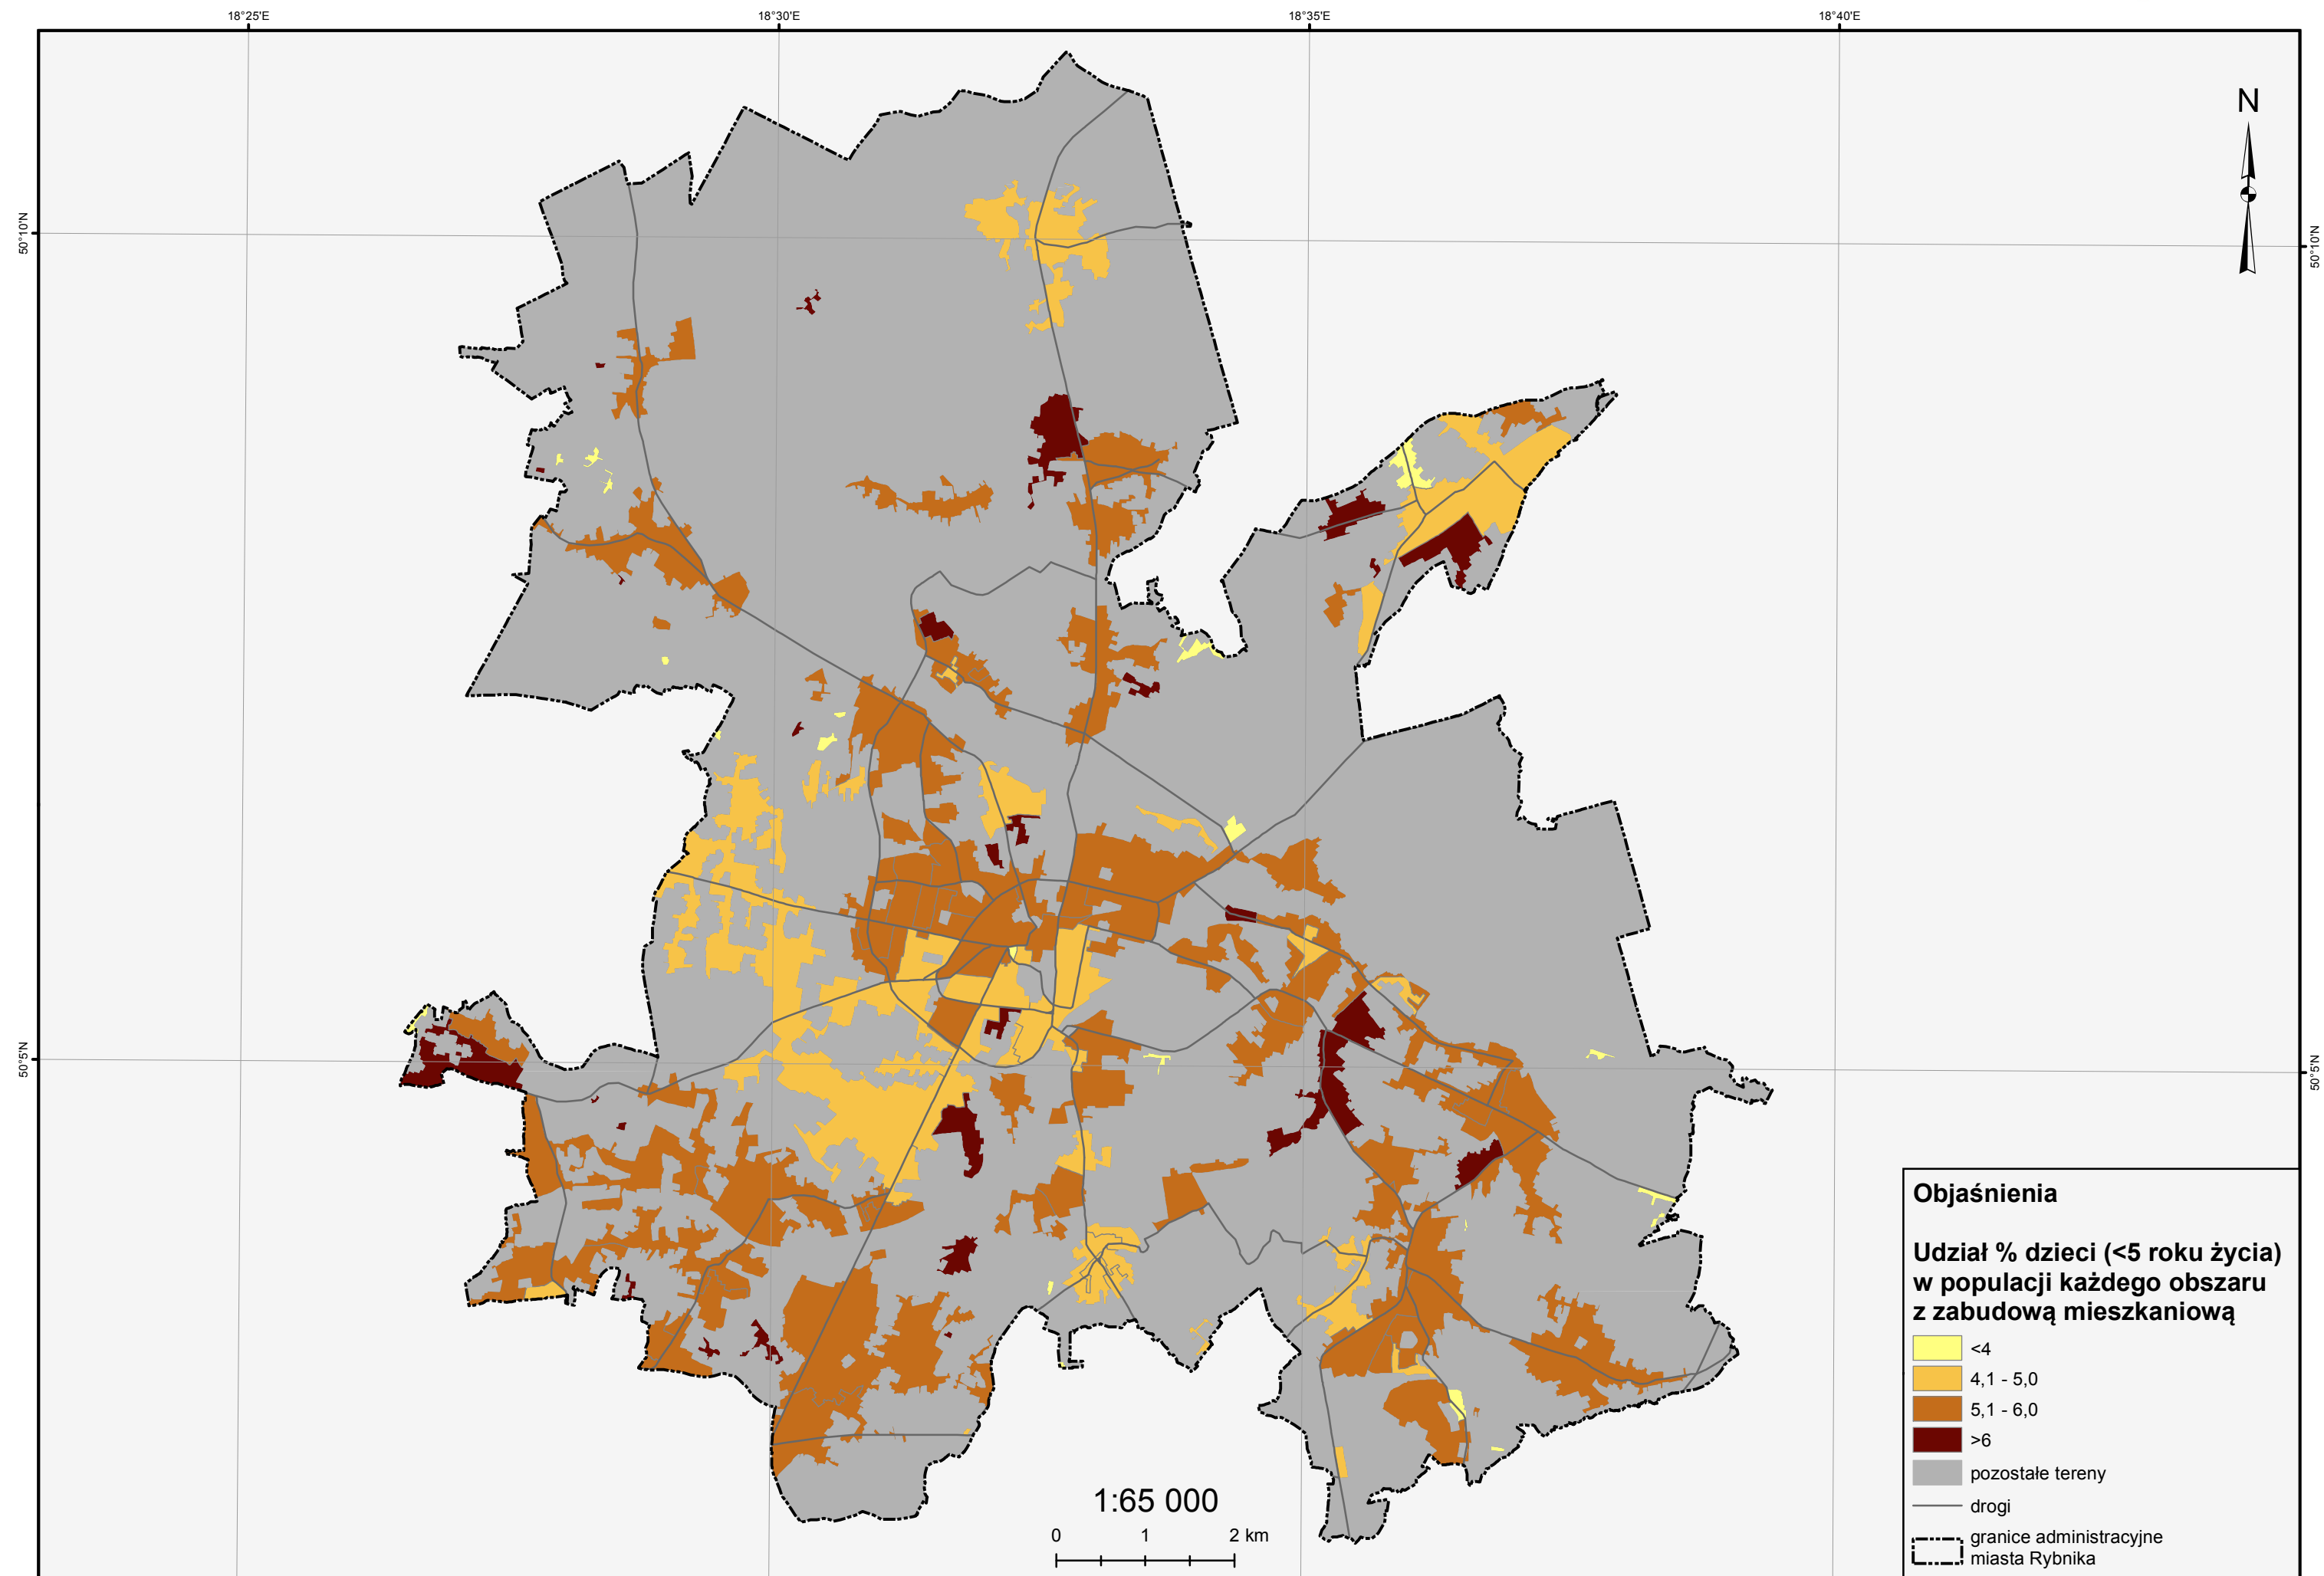 18°25'E
18°30'E
18°35'E
18°40'E
N
50°10'N
50°10'N
50°5'N
50°5'N
1:65 000
0 1 2 km
Objaśnienia
Udział % dzieci (<5 roku życia)
w populacji każdego obszaru
z zabudową mieszkaniową
<4
4,1 - 5,0
5,1 - 6,0
>6
pozostałe tereny
drogi
granice administracyjne
miasta Rybnika